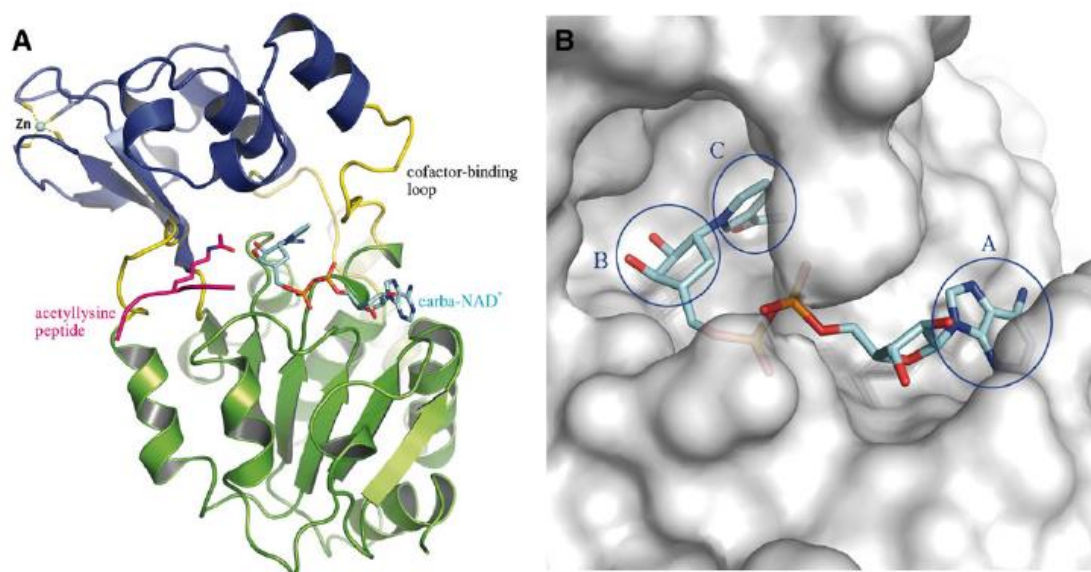 A
Zn
cofactor-binding
loop
acetyllysine
peptide
carba-NAD+
B
C
B
A